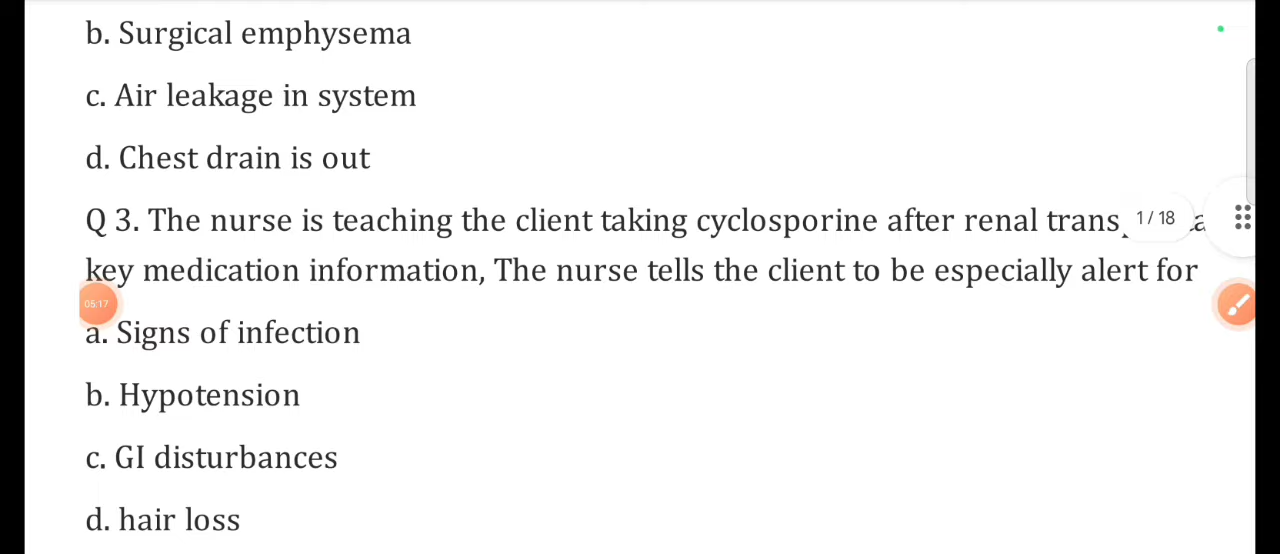 b. Surgical emphysema
c. Air leakage in system
d. Chest drain is out
Q 3. The nurse is teaching the client taking cyclosporine after renal
1 / 18
key medication information, The nurse tells the client to be especially alert for
05:17
a. Signs of infection
b. Hypotension
c. GI disturbances
d. hair loss